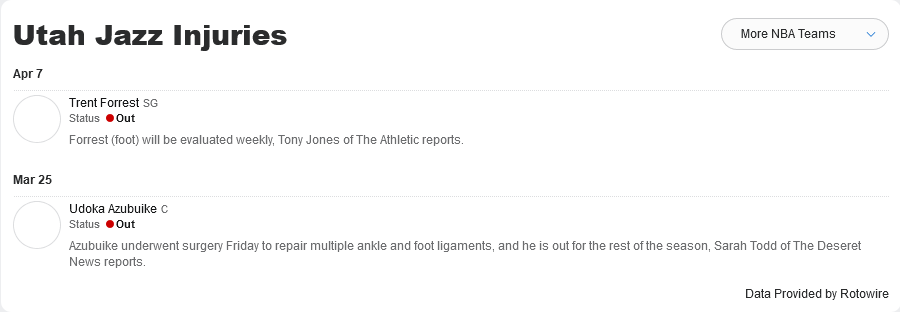 Utah Jazz Injuries
More NBA Teams
Apr 7
Trent Forrest SG
Status Out
Forrest (foot) will be evaluated weekly, Tony Jones of The Athletic reports.
Mar 25
Udoka Azubuike C
Status Out
Azubuike underwent surgery Friday to repair multiple ankle and foot ligaments, and he is out for the rest of the season, Sarah Todd of The Deseret
News reports.
Data Provided by Rotowire